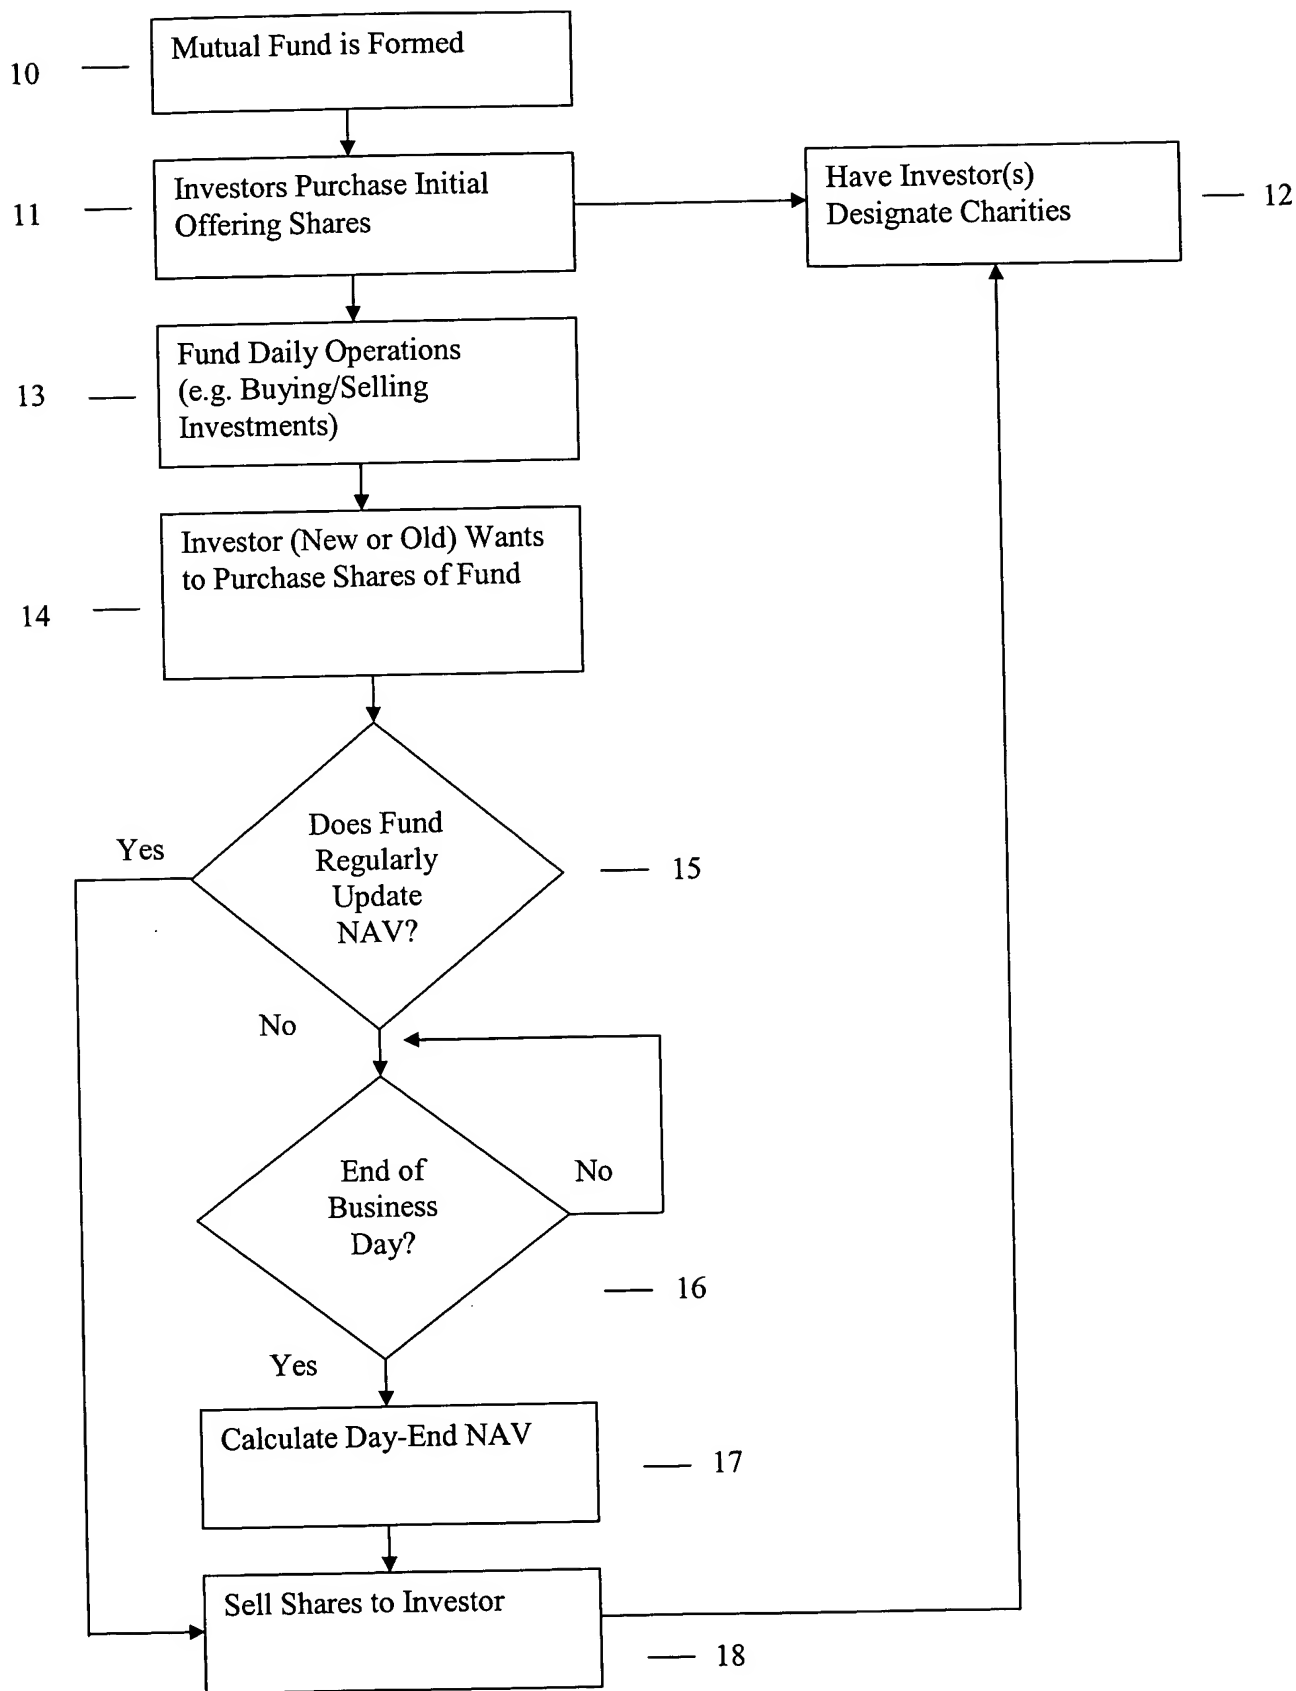 Mutual Fund is Formed
10
Investors Purchase Initial
Offering Shares
11
Have Investor(s)
Designate Charities
12
Fund Daily Operations
(e.g. Buying/Selling
Investments)
13
Investor (New or Old) Wants
to Purchase Shares of Fund
14
Does Fund
Regularly
Update
NAV?
Yes
15
No
End of
Business
Day?
No
16
Yes
Calculate Day-End NAV
17
Sell Shares to Investor
18